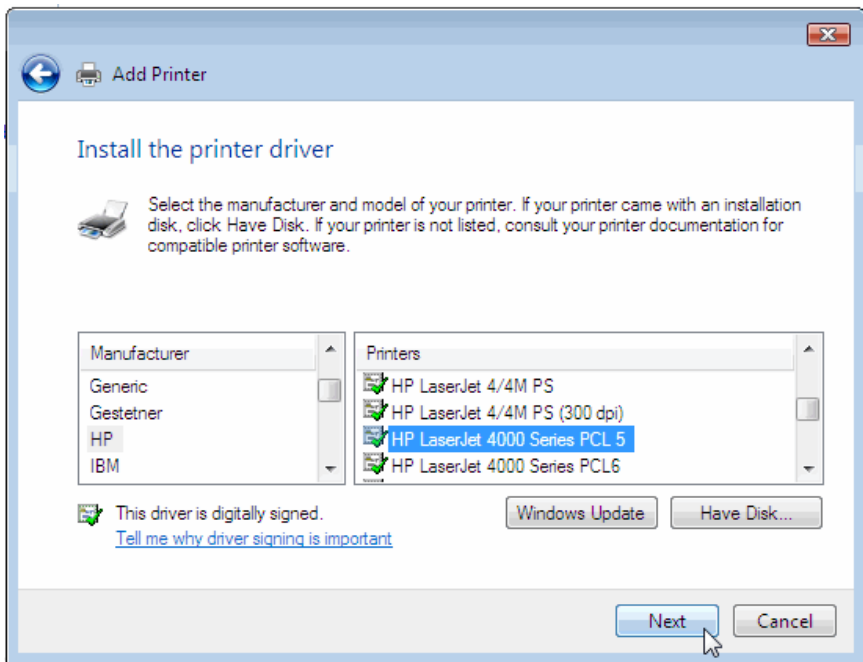 Add Printer
Install the printer driver
Select the manufacturer and model of your printer. If your printer came with an installation
disk, click Have Disk. If your printer is not listed, consult your printer documentation for
compatible printer software.
Manufacturer
Generic
Gestetner
HP
IBM
Printers
HP LaserJet 4/4M PS
HP LaserJet 4/4M PS (300 dpi)
HP LaserJet 4000 Series PCL 5
HP LaserJet 4000 Series PCL6
This driver is digitally signed.
Tell me why driver signing is important
Windows Update
Have Disk...
Next
Cancel